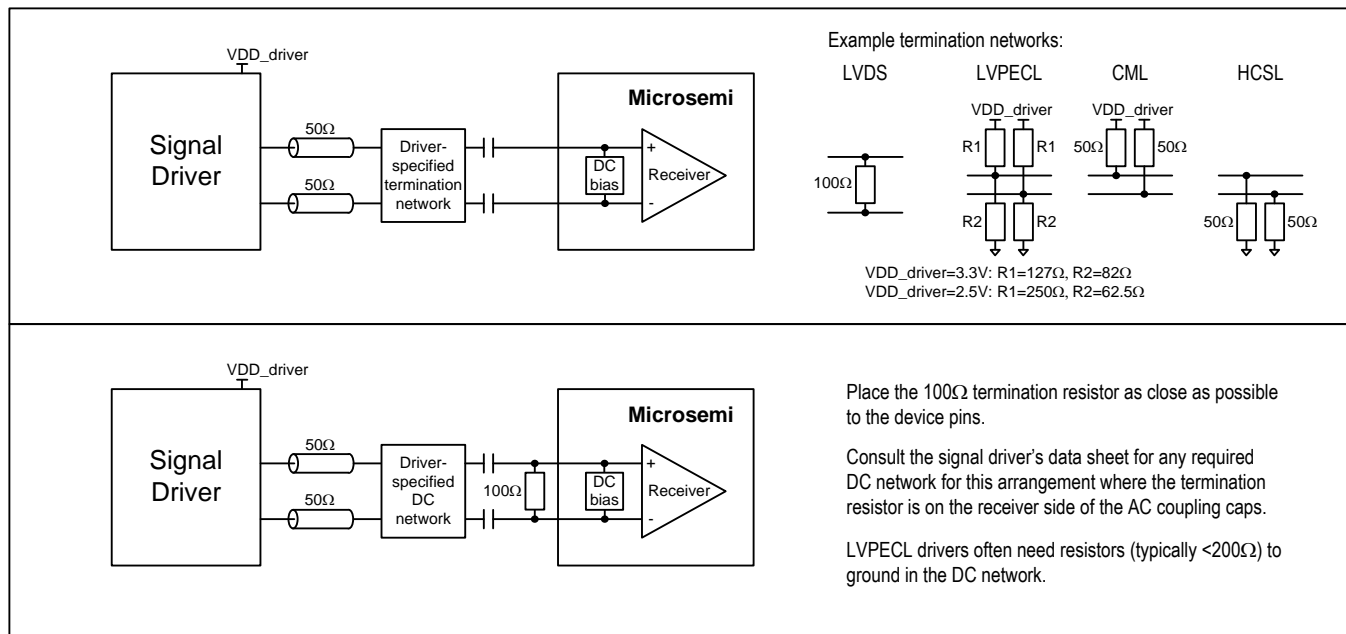 VDD_driver
Signal
Driver
50Ω
50Ω
Driver-
specified
termination
network
Microsemi
DC
bias
+
Receiver
-
Example termination networks:
LVDS
100Ω
LVPECL
VDD_driver
R1
R1
R2
R2
CML
VDD_driver
50Ω
50Ω
HCSL
50Ω
50Ω
VDD_driver=3.3V: R1=127Ω, R2=82Ω
VDD_driver=2.5V: R1=250Ω, R2=62.5Ω
VDD_driver
Signal
Driver
50Ω
50Ω
Driver-
specified
DC
network
100Ω
Microsemi
DC
bias
+
Receiver
-
Place the 100Ω termination resistor as close as possible
to the device pins.
Consult the signal driver's data sheet for any required
DC network for this arrangement where the termination
resistor is on the receiver side of the AC coupling caps.
LVPECL drivers often need resistors (typically <200Ω) to
ground in the DC network.